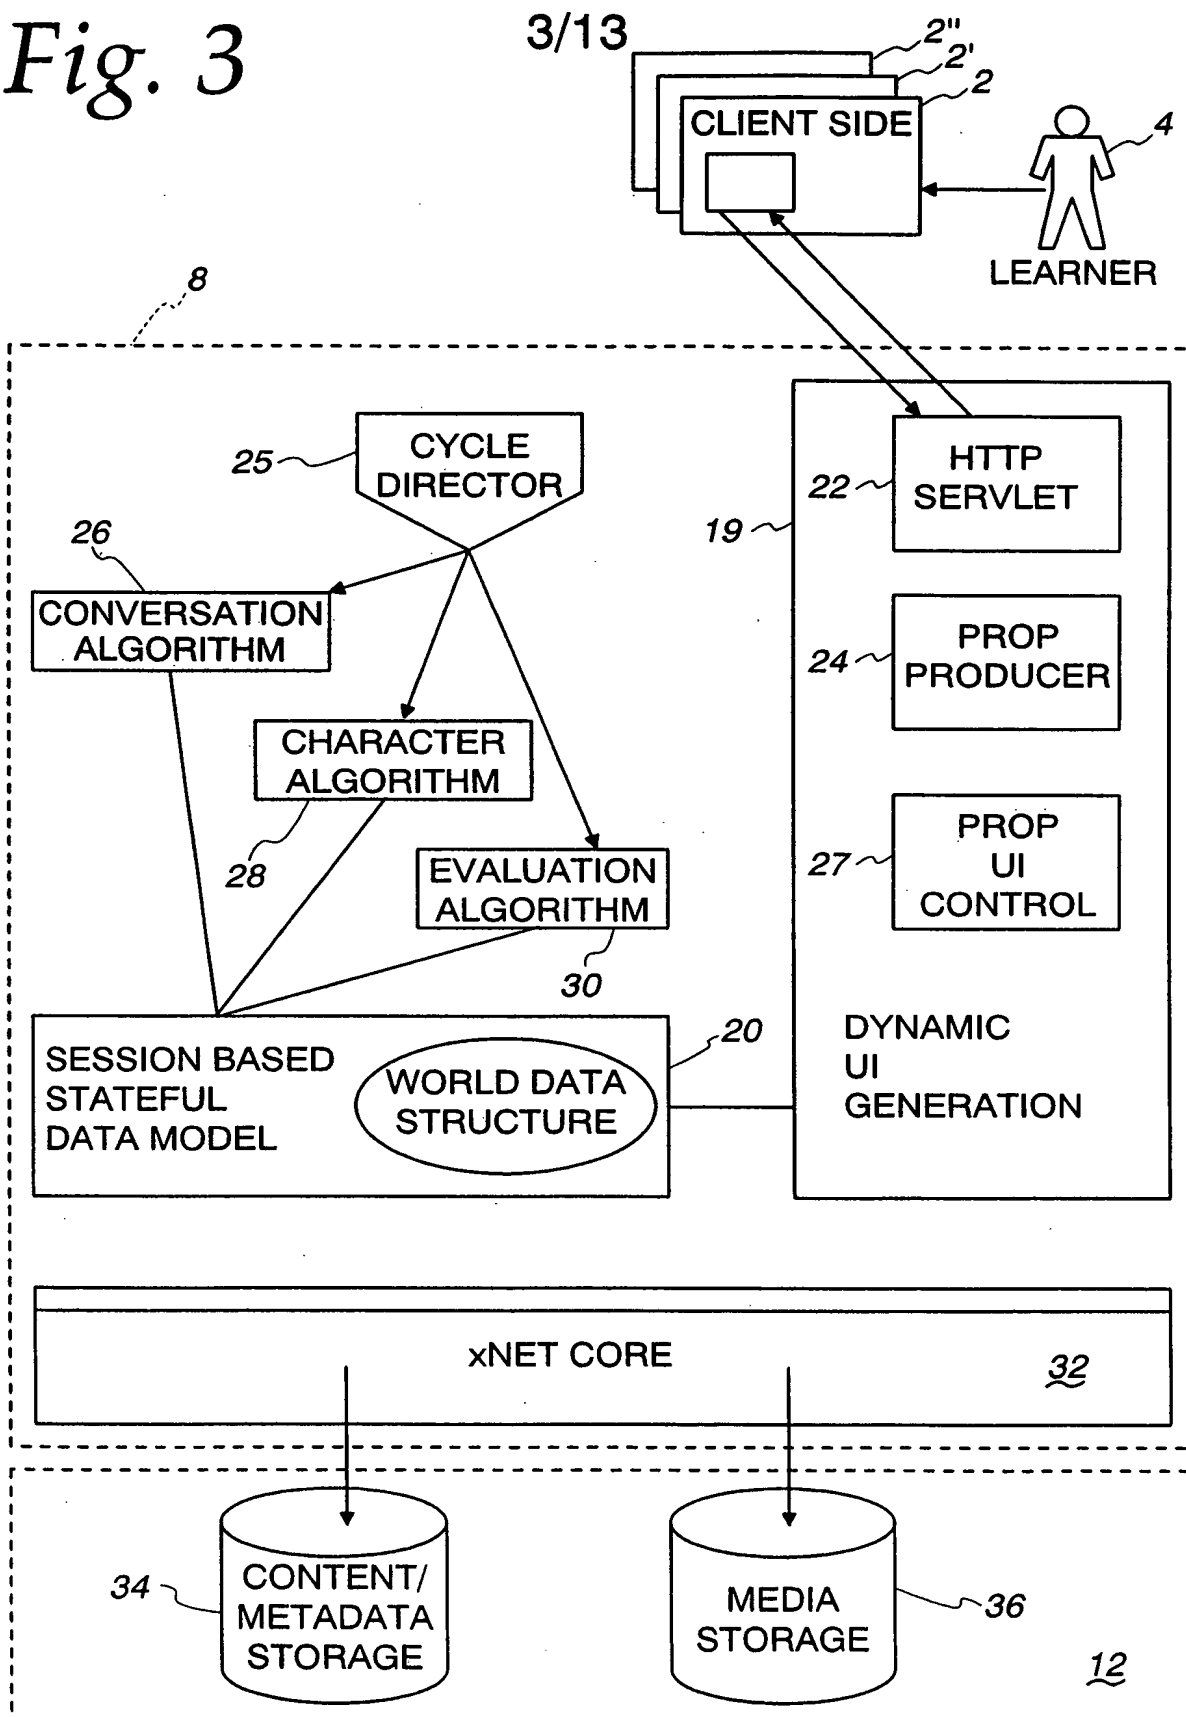 Fig. 3
3/13
2"
2'
2
CLIENT SIDE
4
LEARNER
8
CYCLE
DIRECTOR
25
26
CONVERSATION
ALGORITHM
CHARACTER
ALGORITHM
28
EVALUATION
ALGORITHM
30
HTTP
SERVLET
22
19
PROP
PRODUCER
24
PROP
UI
CONTROL
27
DYNAMIC
UI
GENERATION
20
SESSION BASED
STATEFUL
DATA MODEL
WORLD DATA
STRUCTURE
xNET CORE
32
CONTENT/
METADATA
STORAGE
34
MEDIA
STORAGE
36
12